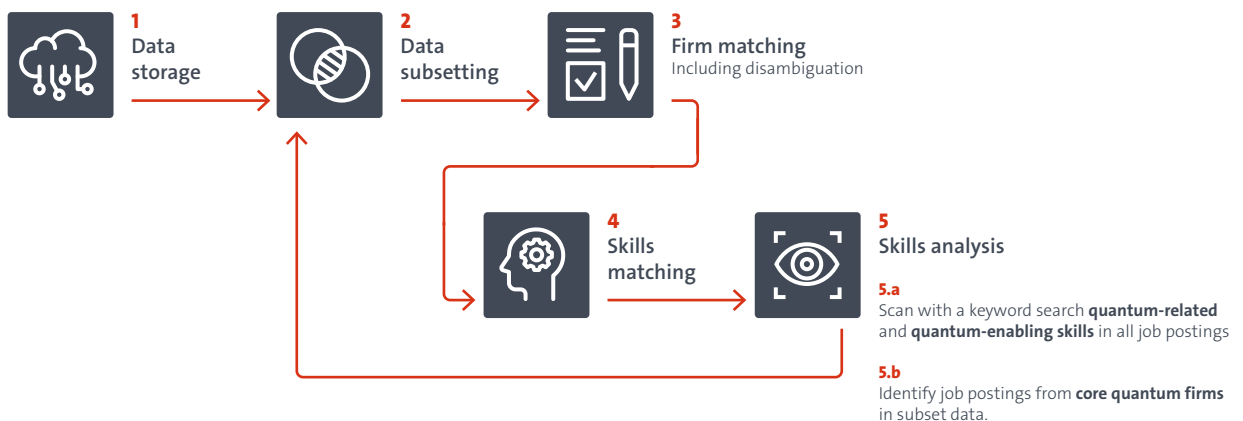 1
Data
storage
2
Data
subsetting
3
Firm matching
Including disambiguation
4
Skills
matching
5
Skills analysis
5.a
Scan with a keyword search quantum-related
and quantum-enabling skills in all job postings
5.b
Identify job postings from core quantum firms
in subset data.